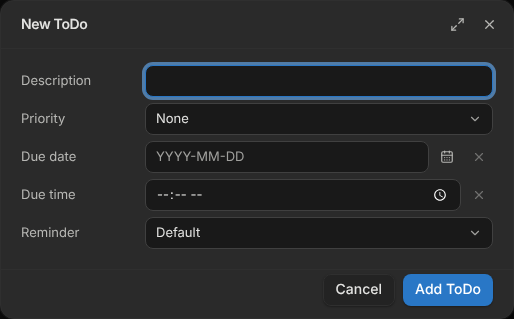 New ToDo
Description
Priority
None
Due date
YYYY-MM-DD
Due time
--:-- --
Reminder
Default
Cancel
Add ToDo